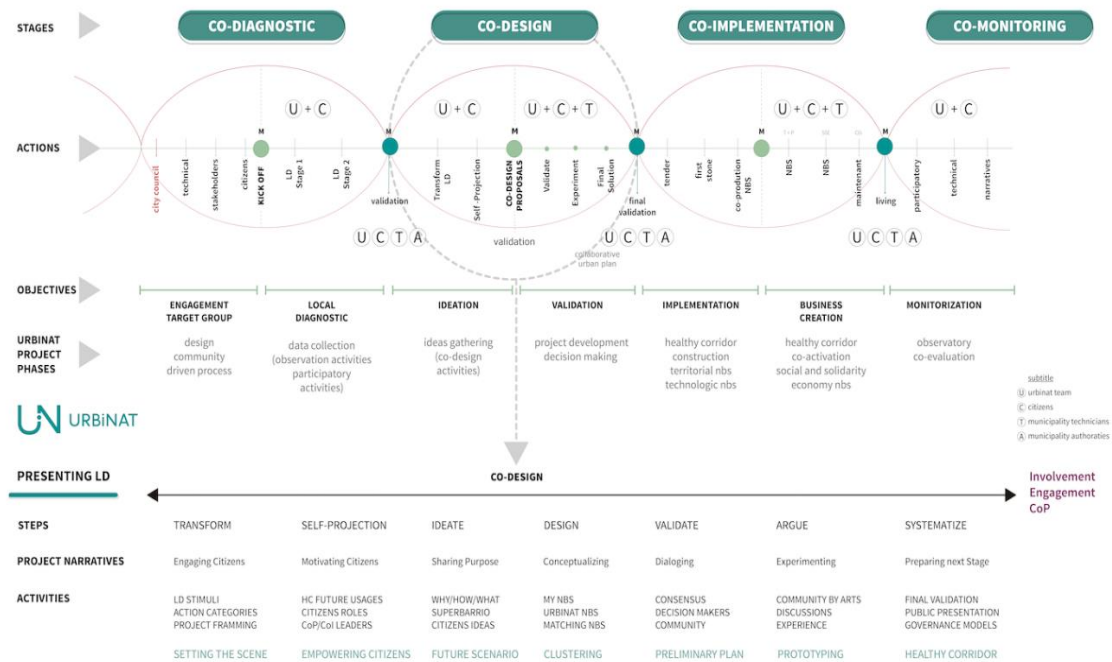 STAGES
CO-DIAGNOSTIC
CO-DESIGN
CO-IMPLEMENTATION
CO-MONITORING
U + C
U + C
U + C + T
U + C + T
U + C
M
M
M
M
M
M
ACTIONS
city council
technical
stakeholders
citizens
KICK OFF
LD
Stage 1
LD
Stage 2
validation
Transform
LD
Self -Projection
CO-DESIGN
PROPOSALS
Validate
Experiment
Final
Solution
final
validation
tender
first
stone
co-prodution
NBS
NBS
NBS
maintenant
living
participatory
technical
narratives
U C T A
validation
U C T A
U C T A
collaborative
urban plan
OBJECTIVES
ENGAGEMENT
TARGET GROUP
LOCAL
DIAGNOSTIC
IDEATION
VALIDATION
IMPLEMENTATION
BUSINESS
CREATION
MONITORIZATION
URBINAT
PROJECT
PHASES
design
community
driven process
data collection
(observation activities
participatory
activities)
ideas gathering
(co-design
activities)
project development
decision making
healthy corridor
construction
territorial nbs
technologic nbs
healthy corridor
co-activation
social and solidarity
economy nbs
observatory
co-evaluation
subtitle
U urbinat team
C citizens
T municipality technicians
A municipality authoraties
UN URBiNAT
PRESENTING LD
CO-DESIGN
Involvement
Engagement
CoP
STEPS
TRANSFORM
SELF-PROJECTION
IDEATE
DESIGN
VALIDATE
ARGUE
SYSTEMATIZE
PROJECT NARRATIVES
Engaging Citizens
Motivating Citizens
Sharing Purpose
Conceptualizing
Dialoging
Experimenting
Preparing next Stage
ACTIVITIES
LD STIMULI
ACTION CATEGORIES
PROJECT FRAMMING
HC FUTURE USAGES
CITIZENS ROLES
CoP/CoI LEADERS
WHY/HOW/WHAT
SUPERBARRIO
CITIZENS IDEAS
MY NBS
URBINAT NBS
MATCHING NBS
CONSENSUS
DECISION MAKERS
COMMUNITY
COMMUNITY BY ARTS
DISCUSSIONS
EXPERIENCE
FINAL VALIDATION
PUBLIC PRESENTATION
GOVERNANCE MODELS
SETTING THE SCENE
EMPOWERING CITIZENS
FUTURE SCENARIO
CLUSTERING
PRELIMINARY PLAN
PROTOTYPING
HEALTHY CORRIDOR